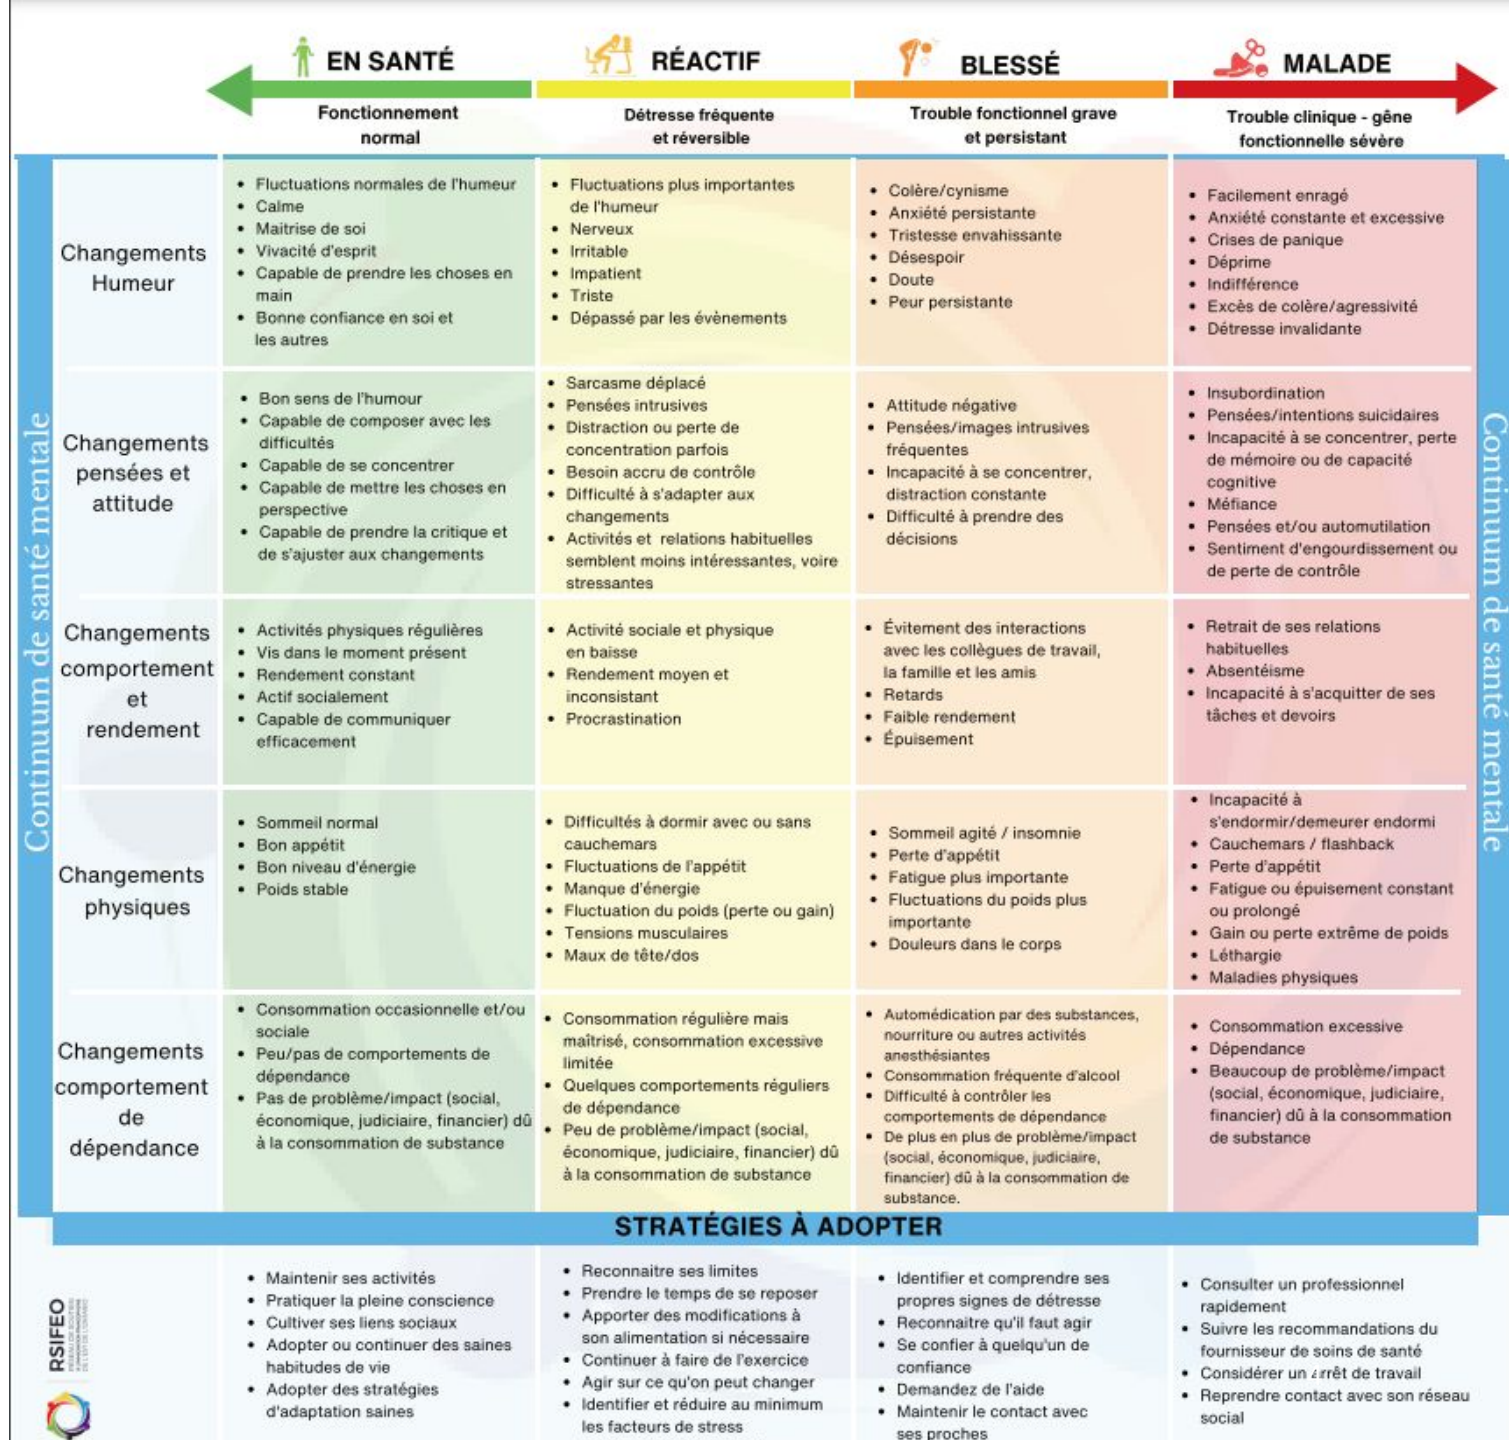 EN SANTÉ
RÉACTIF
BLESSÉ
MALADE
Fonctionnement
normal
Détresse fréquente
et réversible
Trouble fonctionnel grave
et persistant
Trouble clinique - gêne
fonctionnelle sévère
Continuum de santé mentale
Changements
Humeur
• Fluctuations normales de l'humeur
• Calme
• Maitrise de soi
• Vivacité d'esprit
• Capable de prendre les choses en
main
• Bonne confiance en soi et
les autres
• Fluctuations plus importantes
de l'humeur
• Nerveux
• Irritable
• Impatient
• Triste
• Dépassé par les évènements
• Colère/cynisme
• Anxiété persistante
• Tristesse envahissante
• Désespoir
• Doute
• Peur persistante
• Facilement enragé
• Anxiété constante et excessive
• Crises de panique
• Déprime
• Indifférence
• Excès de colère/agressivité
• Détresse invalidante
Changements
pensées et
attitude
• Bon sens de l'humour
• Capable de composer avec les
difficultés
• Capable de se concentrer
• Capable de mettre les choses en
perspective
• Capable de prendre la critique et
de s'ajuster aux changements
• Sarcasme déplacé
• Pensées intrusives
• Distraction ou perte de
concentration parfois
• Besoin accru de contrôle
• Difficulté à s'adapter aux
changements
• Activités et relations habituelles
semblent moins intéressantes, voire
stressantes
• Attitude négative
• Pensées/images intrusives
fréquentes
• Incapacité à se concentrer,
distraction constante
• Difficulté à prendre des
décisions
• Insubordination
• Pensées/intentions suicidaires
• Incapacité à se concentrer, perte
de mémoire ou de capacité
cognitive
• Méfiance
• Pensées et/ou automutilation
• Sentiment d'engourdissement ou
de perte de contrôle
Changements
comportement
et
rendement
• Activités physiques régulières
• Vis dans le moment présent
• Rendement constant
• Actif socialement
• Capable de communiquer
efficacement
• Activité sociale et physique
en baisse
• Rendement moyen et
inconsistant
• Procrastination
• Évitement des interactions
avec les collègues de travail,
la famille et les amis
• Retards
• Faible rendement
• Épuisement
• Retrait de ses relations
habituelles
• Absentéisme
• Incapacité à s'acquitter de ses
tâches et devoirs
Changements
physiques
• Sommeil normal
• Bon appétit
• Bon niveau d'énergie
• Poids stable
• Difficultés à dormir avec ou sans
cauchemars
• Fluctuations de l'appétit
• Manque d'énergie
• Fluctuation du poids (perte ou gain)
• Tensions musculaires
• Maux de tête/dos
• Sommeil agité / insomnie
• Perte d'appétit
• Fatigue plus importante
• Fluctuations du poids plus
importante
• Douleurs dans le corps
• Incapacité à
s'endormir/demeurer endormi
• Cauchemars / flashback
• Perte d'appétit
• Fatigue ou épuisement constant
ou prolongé
• Gain ou perte extrême de poids
• Léthargie
• Maladies physiques
Changements
comportement
de
dépendance
• Consommation occasionnelle et/ou
sociale
• Peu/pas de comportements de
dépendance
• Pas de problème/impact (social,
économique, judiciaire, financier) dû
à la consommation de substance
• Consommation régulière mais
maîtrisé, consommation excessive
limitée
• Quelques comportements réguliers
de dépendance
• Peu de problème/impact (social,
économique, judiciaire, financier) dû
à la consommation de substance
• Automédication par des substances,
nourriture ou autres activités
anesthésiantes
• Consommation fréquente d'alcool
• Difficulté à contrôler les
comportements de dépendance
• De plus en plus de problème/impact
(social, économique, judiciaire,
financier) dû à la consommation de
substance.
• Consommation excessive
• Dépendance
• Beaucoup de problème/impact
(social, économique, judiciaire,
financier) dû à la consommation
de substance
Continuum de santé mentale
STRATÉGIES À ADOPTER
RSIFEO
• Maintenir ses activités
• Pratiquer la pleine conscience
• Cultiver ses liens sociaux
• Adopter ou continuer des saines
habitudes de vie
• Adopter des stratégies
d'adaptation saines
• Reconnaitre ses limites
• Prendre le temps de se reposer
• Apporter des modifications à
son alimentation si nécessaire
• Continuer à faire de l'exercice
• Agir sur ce qu'on peut changer
• Identifier et réduire au minimum
les facteurs de stress
• Identifier et comprendre ses
propres signes de détresse
• Reconnaitre qu'il faut agir
• Se confier à quelqu'un de
confiance
• Demandez de l'aide
• Maintenir le contact avec
ses proches
• Consulter un professionnel
rapidement
• Suivre les recommandations du
fournisseur de soins de santé
• Considérer un arrêt de travail
• Reprendre contact avec son réseau
social